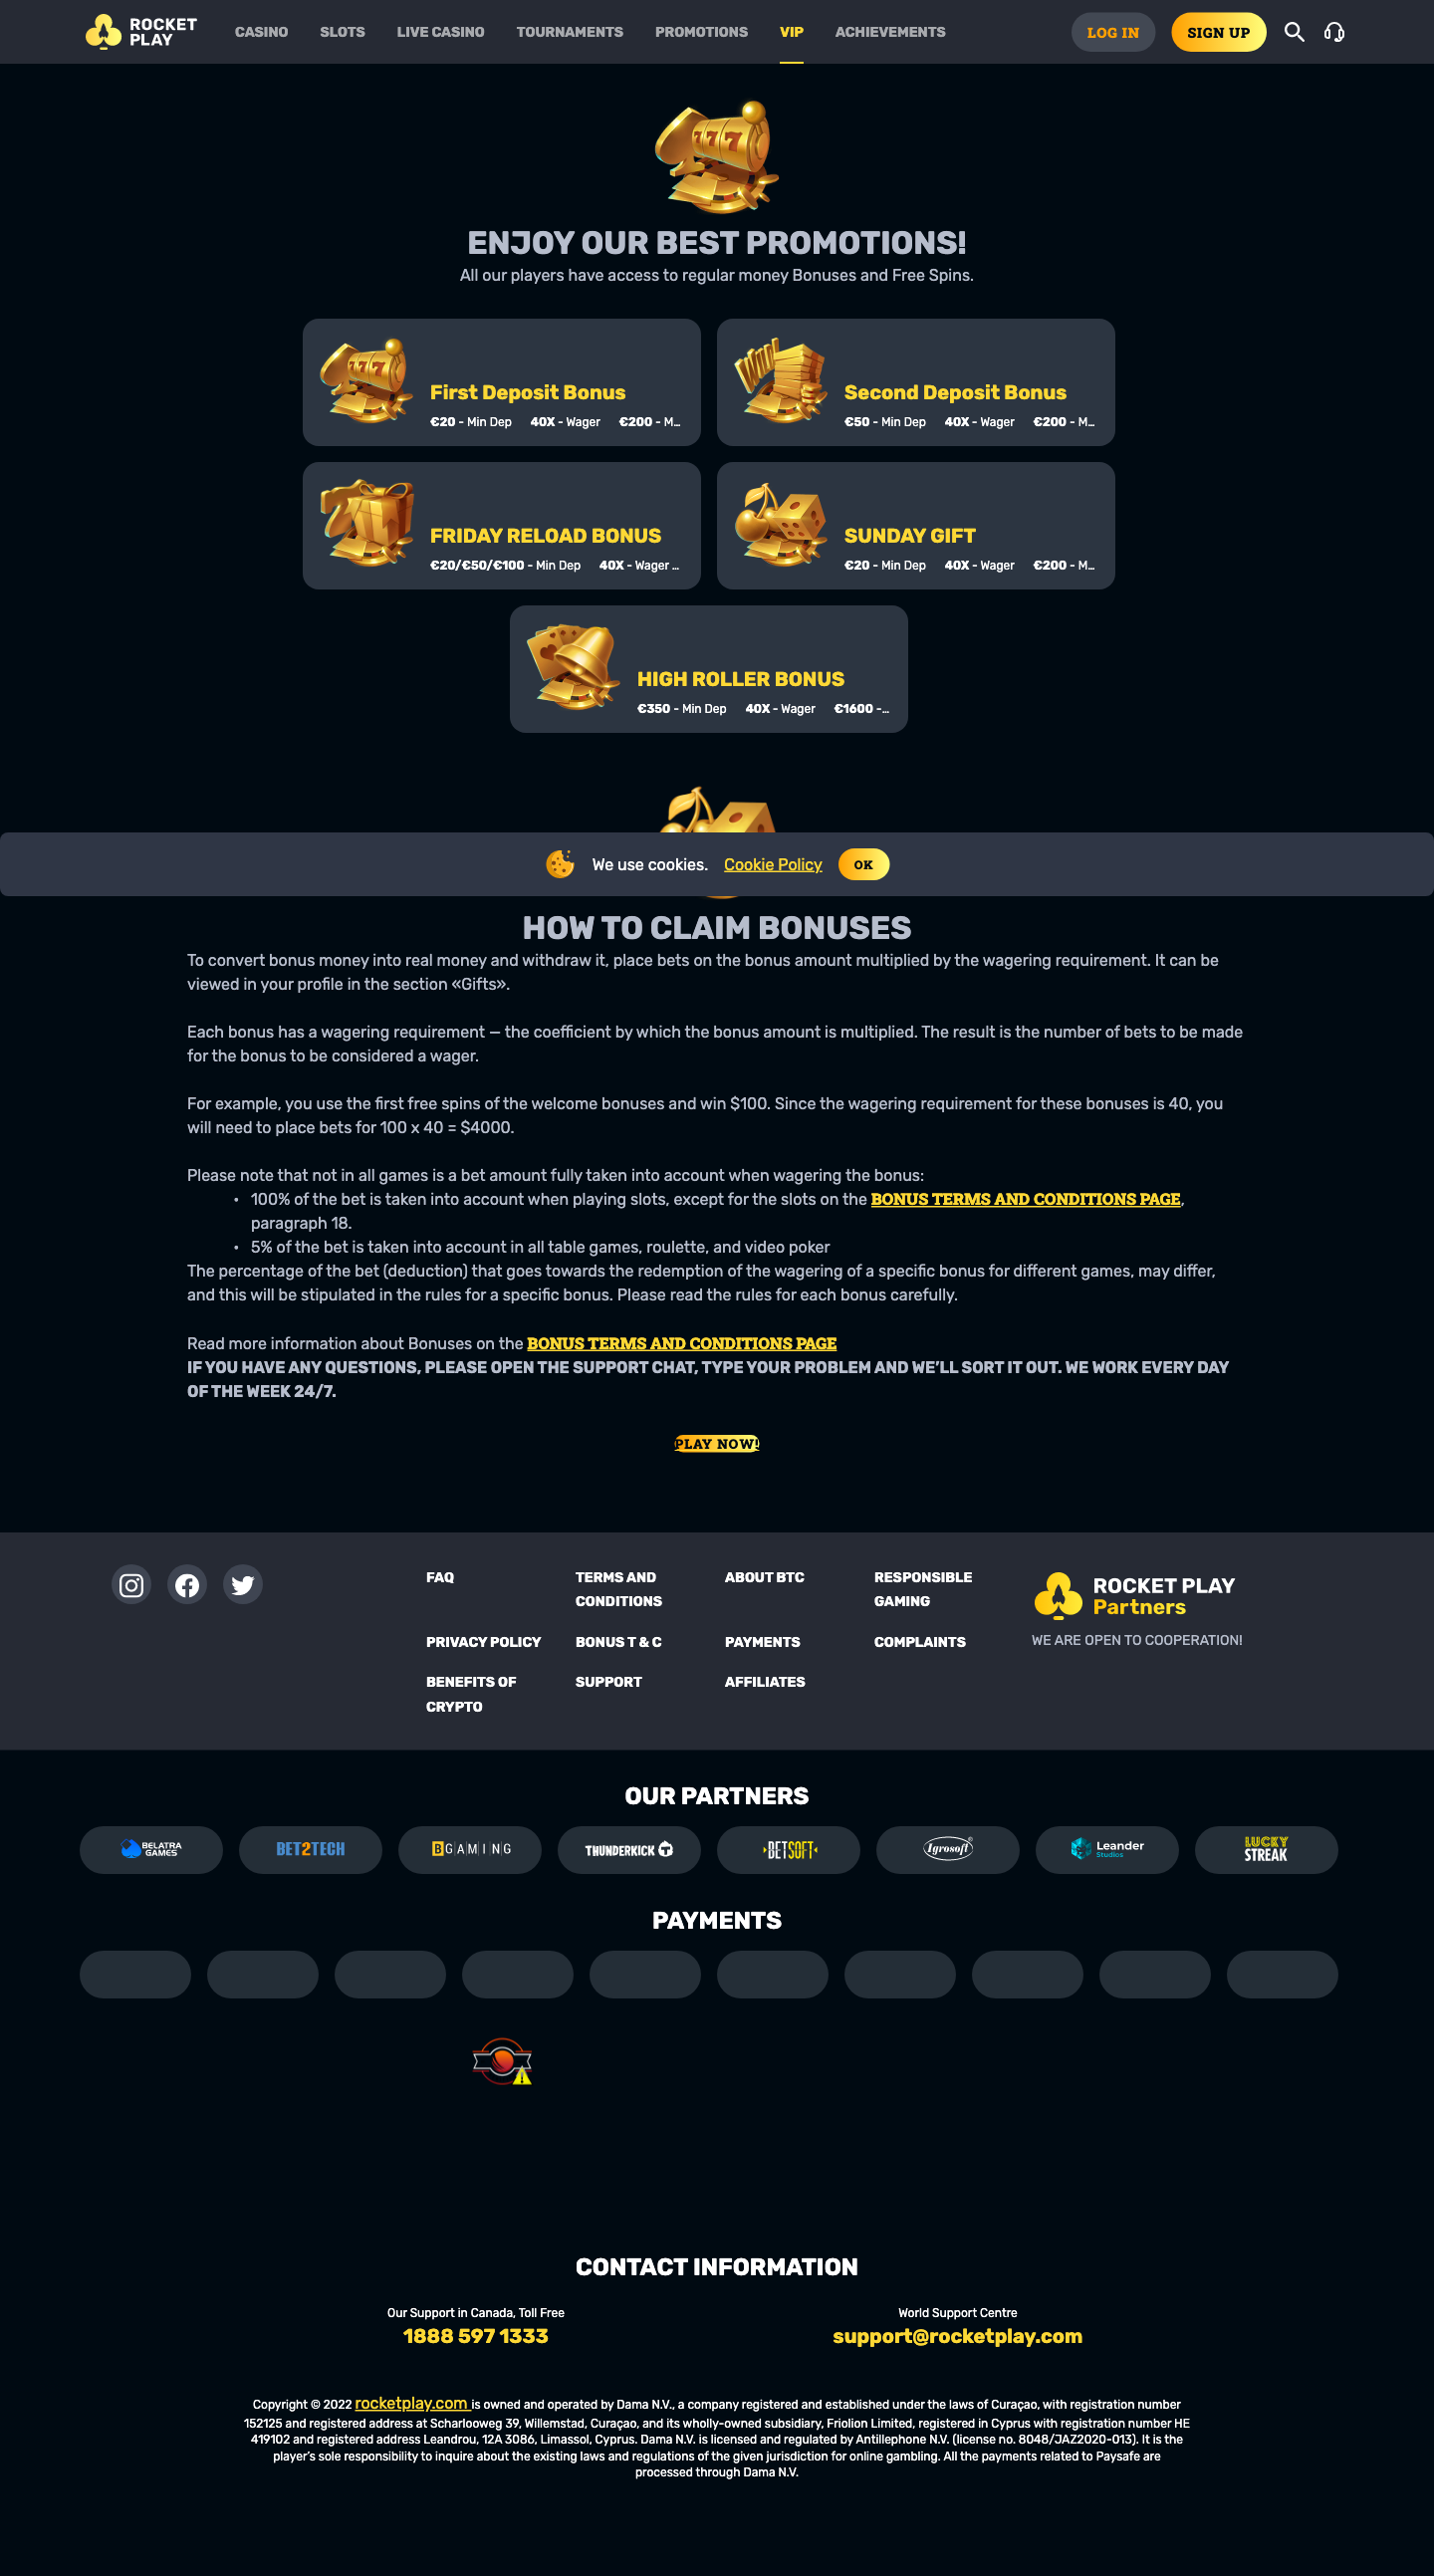 ROCKET
PLAY
CASINO
SLOTS
LIVE CASINO
TOURNAMENTS
PROMOTIONS
VIP
ACHIEVEMENTS
LOG IN
SIGN UP
777
ENJOY OUR BEST PROMOTIONS!
All our players have access to regular money Bonuses and Free Spins.
777
First Deposit Bonus
€20 - Min Dep 40X - Wager €200 - M...
Second Deposit Bonus
€50 - Min Dep 40X - Wager €200 - M...
FRIDAY RELOAD BONUS
€20/€50/€100 - Min Dep 40X - Wager ...
SUNDAY GIFT
€20 - Min Dep 40X - Wager €200 - M...
HIGH ROLLER BONUS
€350 - Min Dep 40X - Wager €1600 -...
We use cookies. Cookie Policy OK
HOW TO CLAIM BONUSES
To convert bonus money into real money and withdraw it, place bets on the bonus amount multiplied by the wagering requirement. It can be
viewed in your profile in the section «Gifts».
Each bonus has a wagering requirement — the coefficient by which the bonus amount is multiplied. The result is the number of bets to be made
for the bonus to be considered a wager.
For example, you use the first free spins of the welcome bonuses and win $100. Since the wagering requirement for these bonuses is 40, you
will need to place bets for 100 x 40 = $4000.
Please note that not in all games is a bet amount fully taken into account when wagering the bonus:
• 100% of the bet is taken into account when playing slots, except for the slots on the BONUS TERMS AND CONDITIONS PAGE,
paragraph 18.
• 5% of the bet is taken into account in all table games, roulette, and video poker
The percentage of the bet (deduction) that goes towards the redemption of the wagering of a specific bonus for different games, may differ,
and this will be stipulated in the rules for a specific bonus. Please read the rules for each bonus carefully.
Read more information about Bonuses on the BONUS TERMS AND CONDITIONS PAGE
IF YOU HAVE ANY QUESTIONS, PLEASE OPEN THE SUPPORT CHAT, TYPE YOUR PROBLEM AND WE'LL SORT IT OUT. WE WORK EVERY DAY
OF THE WEEK 24/7.
PLAY NOW!
FAQ
TERMS AND
CONDITIONS
ABOUT BTC
RESPONSIBLE
GAMING
PRIVACY POLICY
BONUS T & C
PAYMENTS
COMPLAINTS
BENEFITS OF
CRYPTO
SUPPORT
AFFILIATES
ROCKET PLAY
Partners
WE ARE OPEN TO COOPERATION!
OUR PARTNERS
BELATRA
GAMES
BET2TECH
BGAMING
THUNDERKICK
BETSOFT
Igrosoft®
Leander
Studios
LUCKY
STREAK
PAYMENTS
CONTACT INFORMATION
Our Support in Canada, Toll Free
1888 597 1333
World Support Centre
support@rocketplay.com
Copyright © 2022 rocketplay.com is owned and operated by Dama N.V., a company registered and established under the laws of Curaçao, with registration number
152125 and registered address at Scharlooweg 39, Willemstad, Curaçao, and its wholly-owned subsidiary, Friolion Limited, registered in Cyprus with registration number HE
419102 and registered address Leandrou, 12A 3086, Limassol, Cyprus. Dama N.V. is licensed and regulated by Antillephone N.V. (license no. 8048/JAZ2020-013). It is the
player's sole responsibility to inquire about the existing laws and regulations of the given jurisdiction for online gambling. All the payments related to Paysafe are
processed through Dama N.V.